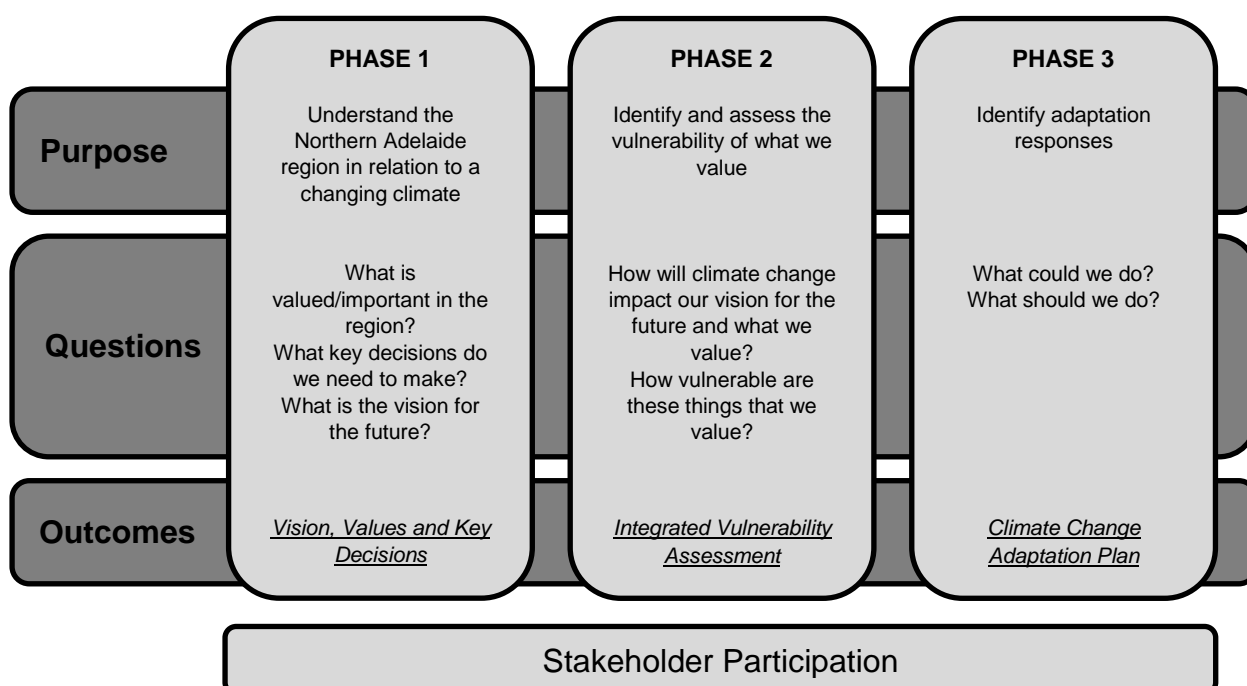 PHASE 1
PHASE 2
PHASE 3
Purpose
Understand the
Northern Adelaide
region in relation to a
changing climate
Identify and assess the
vulnerability of what we
value
Identify adaptation
responses
Questions
What is
valued/important in the
region?
What key decisions do
we need to make?
What is the vision for
the future?
How will climate change
impact our vision for the
future and what we
value?
How vulnerable are
these things that we
value?
What could we do?
What should we do?
Outcomes
Vision, Values and Key
Decisions
Integrated Vulnerability
Assessment
Climate Change
Adaptation Plan
Stakeholder Participation